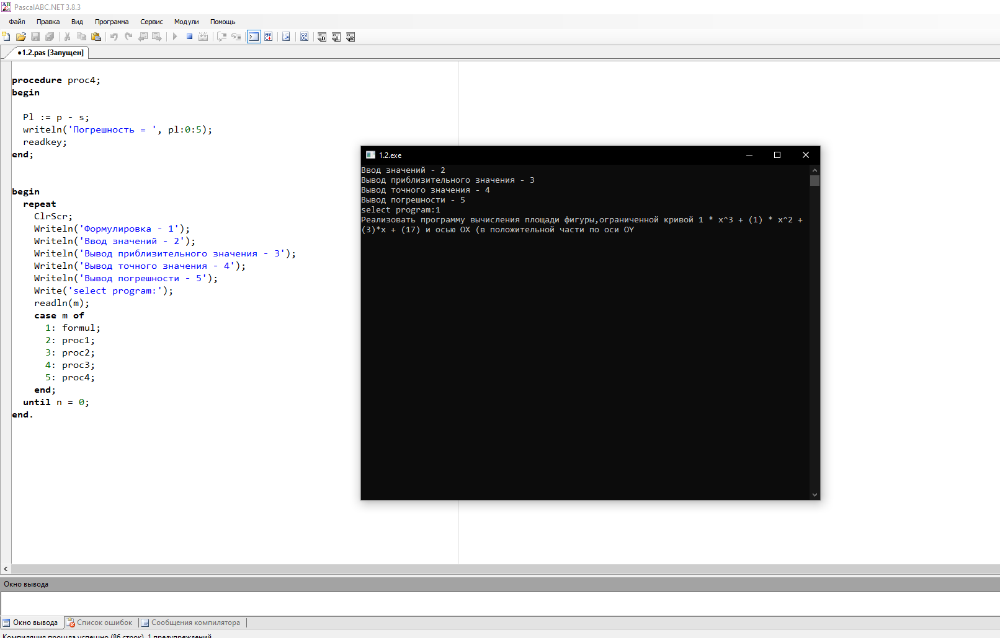 PascalABC.NET 3.8.3
Файл Правка Вид Программа Сервис Модули Помощь
•1.2.pas [Запущен]
procedure proc4;
begin
Pl := p - s;
writeln('Погрешность = ', pl:0:5);
readkey;
end;
begin
repeat
ClrScr;
Writeln('Формулировка - 1');
Writeln('Ввод значений - 2');
Writeln('Вывод приблизительного значения - 3');
Writeln('Вывод точного значения - 4');
Writeln('Вывод погрешности - 5');
Write('select program:');
readln(m);
case m of
1: formul;
2: proc1;
3: proc2;
4: proc3;
5: proc4;
end;
until n = 0;
end.
1.2.exe
Ввод значений - 2
Вывод приблизительного значения - 3
Вывод точного значения - 4
Вывод погрешности - 5
select program:1
Реализовать программу вычисления площади фигуры,ограниченной кривой 1 * x^3 + (1) * x^2 +
(3)*x + (17) и осью OX (в положительной части по оси OY
Окно вывода
Окно вывода Список ошибок Сообщения компилятора
Компиляция прошла успешно (86 строк), 1 предупреждений